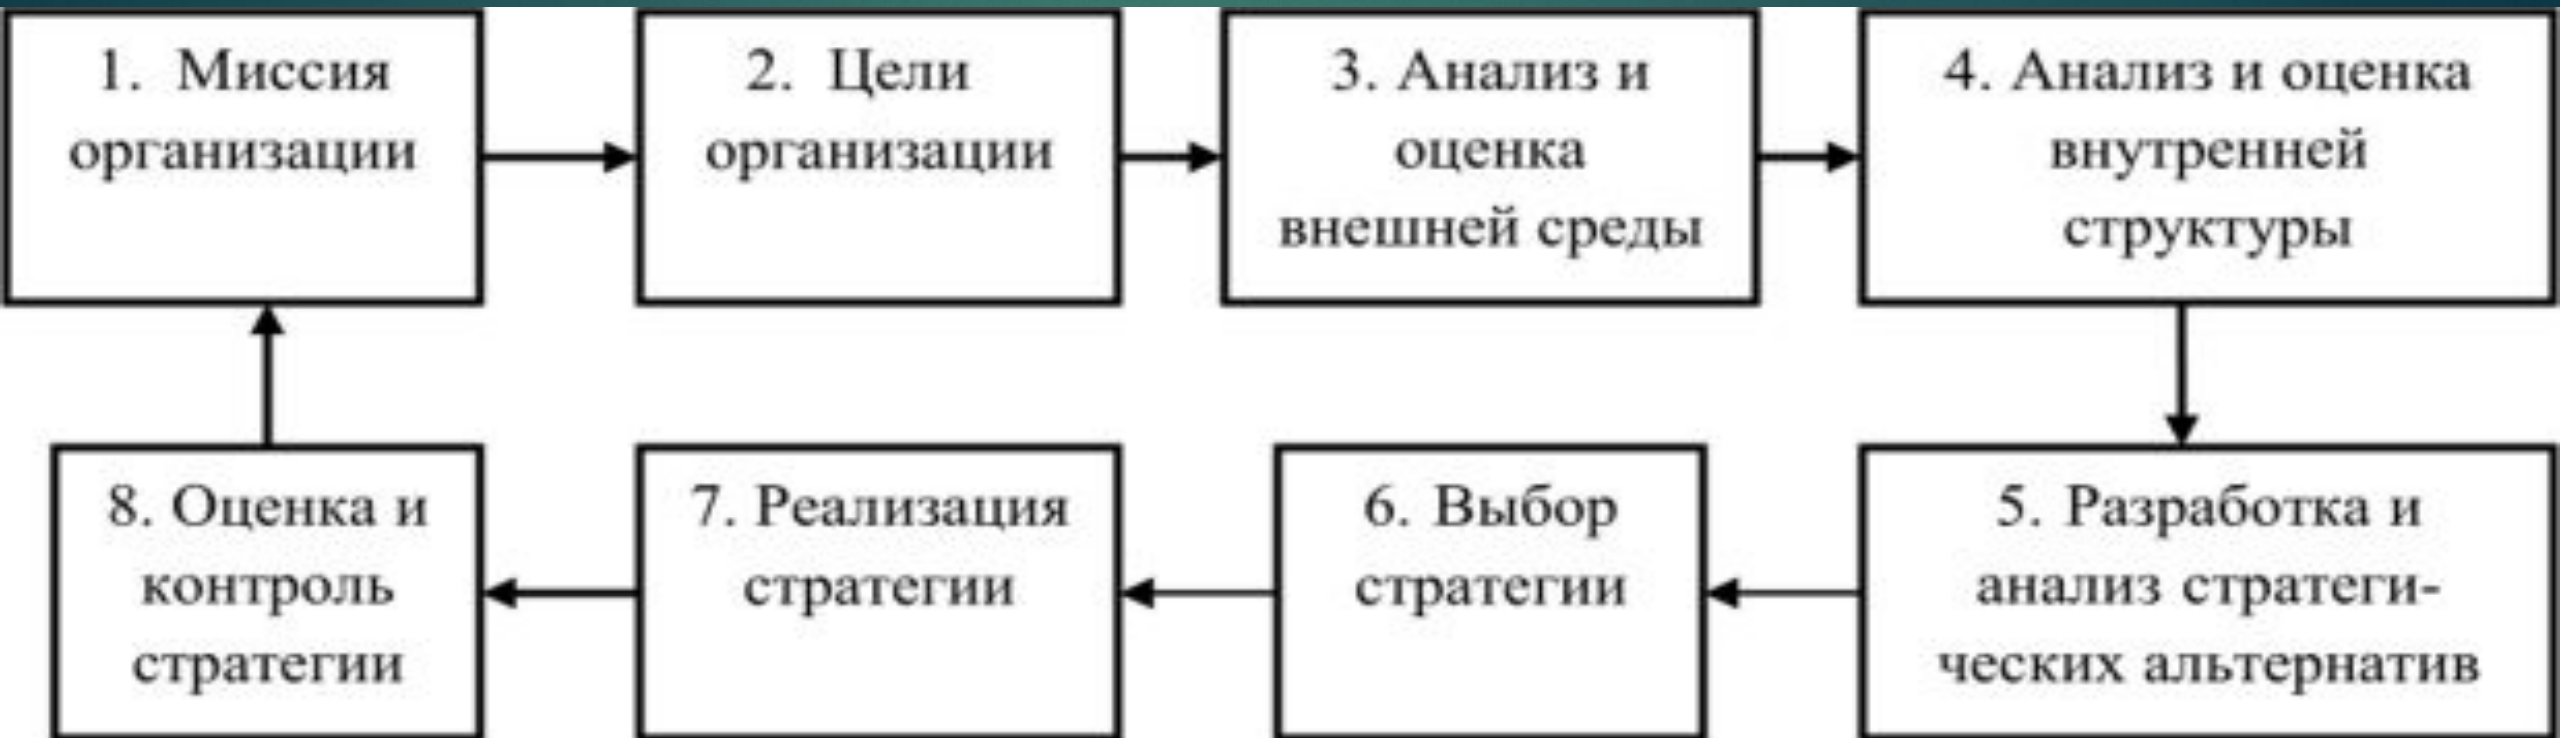 1. Миссия
организации
2. Цели
организации
3. Анализ и
оценка
внешней среды
4. Анализ и оценка
внутренней
структуры
5. Разработка и
анализ стратеги-
ческих альтернатив
6. Выбор
стратегии
7. Реализация
стратегии
8. Оценка и
контроль
стратегии